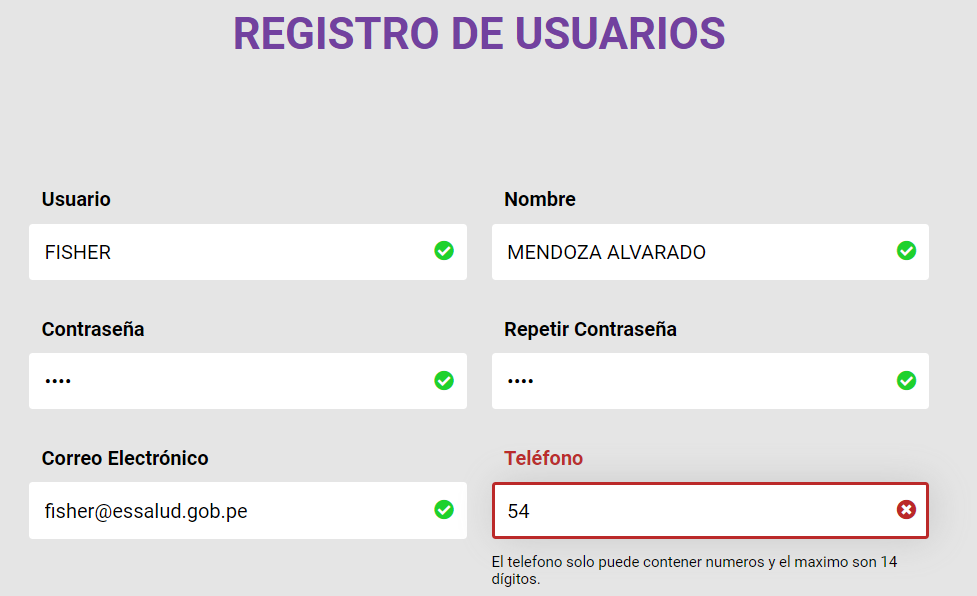 REGISTRO DE USUARIOS
Usuario
Nombre
FISHER
MENDOZA ALVARADO
Contraseña
Repetir Contraseña
••••
••••
Correo Electrónico
Teléfono
fisher@essalud.gob.pe
54
El telefono solo puede contener numeros y el maximo son 14
dígitos.